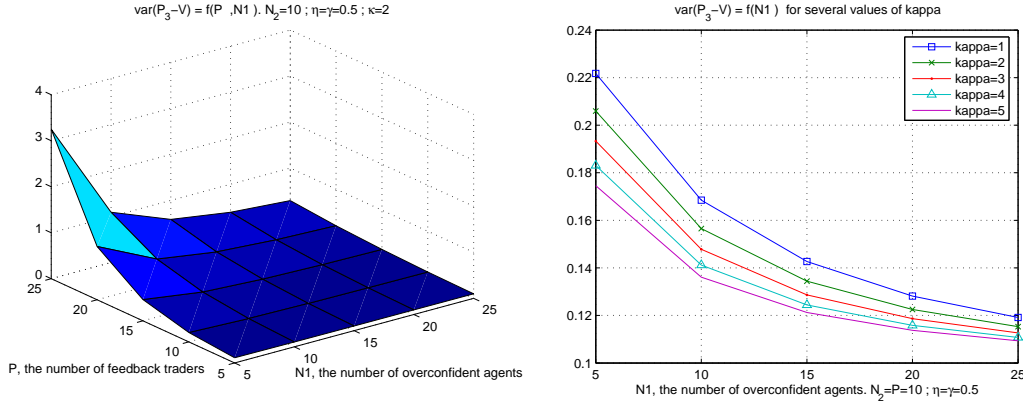 var(P₃−V) = f(P ,N1 ). N₂=10 ; η=γ=0.5 ; κ=2
4
3
2
1
0
25
20
15
10
5
5
10
15
20
25
P, the number of feedback traders
N1, the number of overconfident agents
var(P₃−V) = f(N1 ) for several values of kappa
0.24
0.22
0.2
0.18
0.16
0.14
0.12
0.1
kappa=1
kappa=2
kappa=3
kappa=4
kappa=5
5
10
15
20
25
N1, the number of overconfident agents. N₂=P=10 ; η=γ=0.5